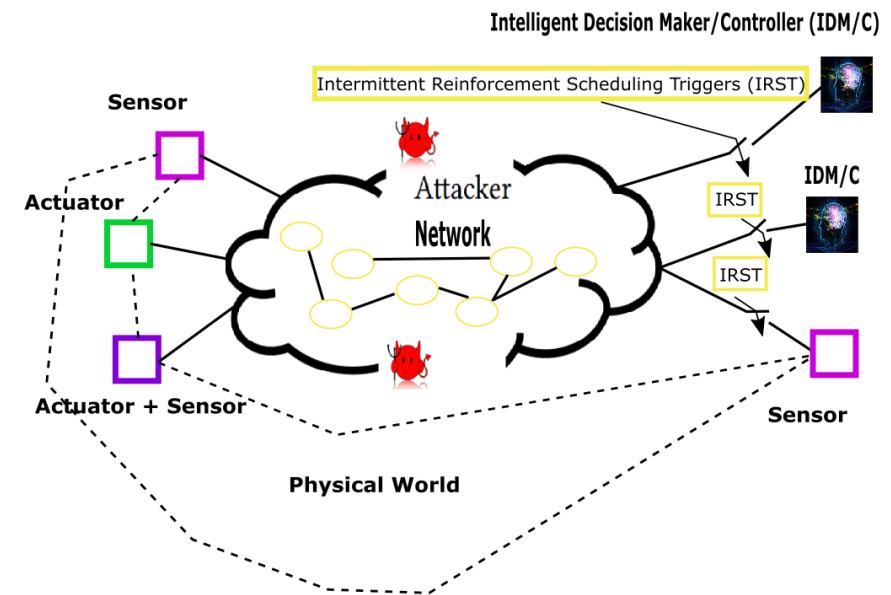 Intelligent Decision Maker/Controller (IDM/C)
Intermittent Reinforcement Scheduling Triggers (IRST)
Sensor
Attacker
Actuator
IRST
IDM/C
Network
IRST
Actuator + Sensor
Sensor
Physical World